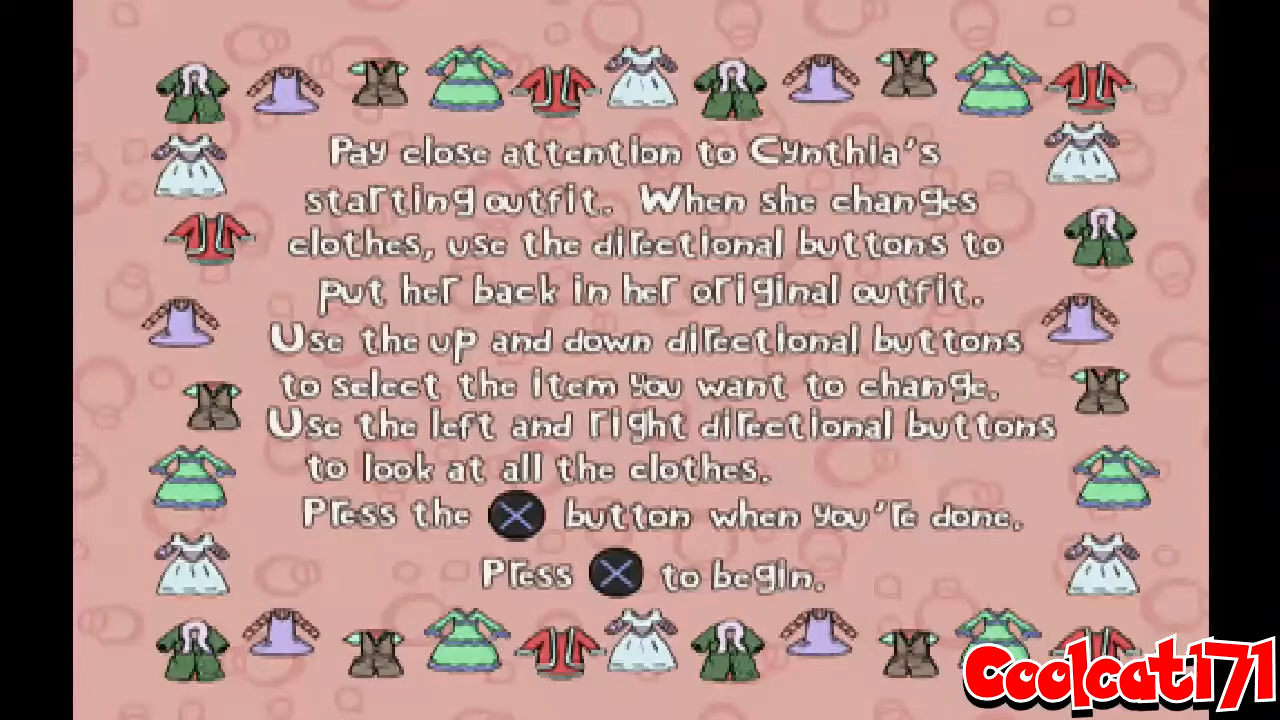 Pay close attention to Cynthia's
starting outfit. When she changes
clothes, use the directional buttons to
put her back in her original outfit.
Use the up and down directional buttons
to select the item you want to change.
Use the left and right directional buttons
to look at all the clothes.
Press the button when you're done.
Press to begin.
Coolcat171